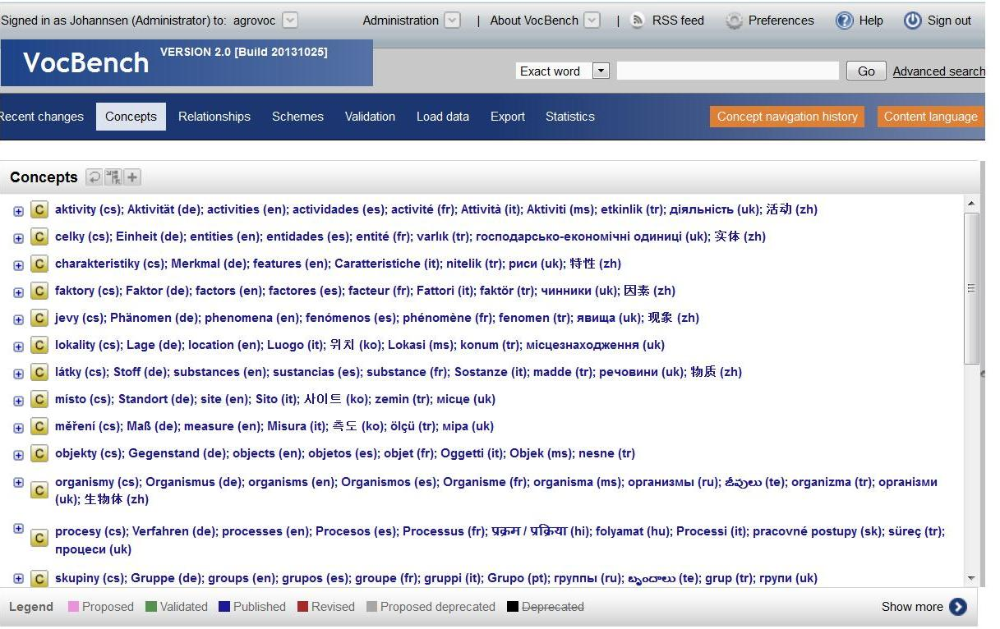 Signed in as Johannsen (Administrator) to: agrovoc Administration | About VocBench | RSS feed Preferences Help Sign out
VocBench VERSION 2.0 [Build 20131025]
Exact word Go Advanced search
Recent changes Concepts Relationships Schemes Validation Load data Export Statistics Concept navigation history Content language
Concepts
C aktivity (cs); Aktivität (de); activities (en); actividades (es); activité (fr); Attività (it); Aktiviti (ms); etkinlik (tr); діяльність (uk); 活动 (zh)
C celky (cs); Einheit (de); entities (en); entidades (es); entité (fr); varlık (tr); господарсько-економічні одиниці (uk); 实体 (zh)
C charakteristiky (cs); Merkmal (de); features (en); Caratteristiche (it); nitelik (tr); риси (uk); 特性 (zh)
C faktory (cs); Faktor (de); factors (en); factores (es); facteur (fr); Fattori (it); faktör (tr); чинники (uk); 因素 (zh)
C jevy (cs); Phänomen (de); phenomena (en); fenómenos (es); phénomène (fr); fenomen (tr); явища (uk); 现象 (zh)
C lokality (cs); Lage (de); location (en); Luogo (it); 위치 (ko); Lokasi (ms); konum (tr); місцезнаходження (uk)
C látky (cs); Stoff (de); substances (en); sustancias (es); substance (fr); Sostanze (it); madde (tr); речовини (uk); 物质 (zh)
C místo (cs); Standort (de); site (en); Sito (it); 사이트 (ko); zemin (tr); місце (uk)
C měření (cs); Maß (de); measure (en); Misura (it); 측도 (ko); ölçü (tr); міра (uk)
C objekty (cs); Gegenstand (de); objects (en); objetos (es); objet (fr); Oggetti (it); Objek (ms); nesne (tr)
C organismy (cs); Organismus (de); organisms (en); Organismos (es); Organisme (fr); organisma (ms); организмы (ru); జీవులు (te); organizma (tr); організми
(uk); 生物体 (zh)
C procesy (cs); Verfahren (de); processes (en); Procesos (es); Processus (fr); प्रक्रम / प्रक्रिया (hi); folyamat (hu); Processi (it); pracovné postupy (sk); süreç (tr);
процеси (uk)
C skupiny (cs); Gruppe (de); groups (en); grupos (es); groupe (fr); gruppi (it); Grupo (pt); группы (ru); బృందాలు (te); grup (tr); групи (uk)
Legend Proposed Validated Published Revised Proposed deprecated Deprecated Show more